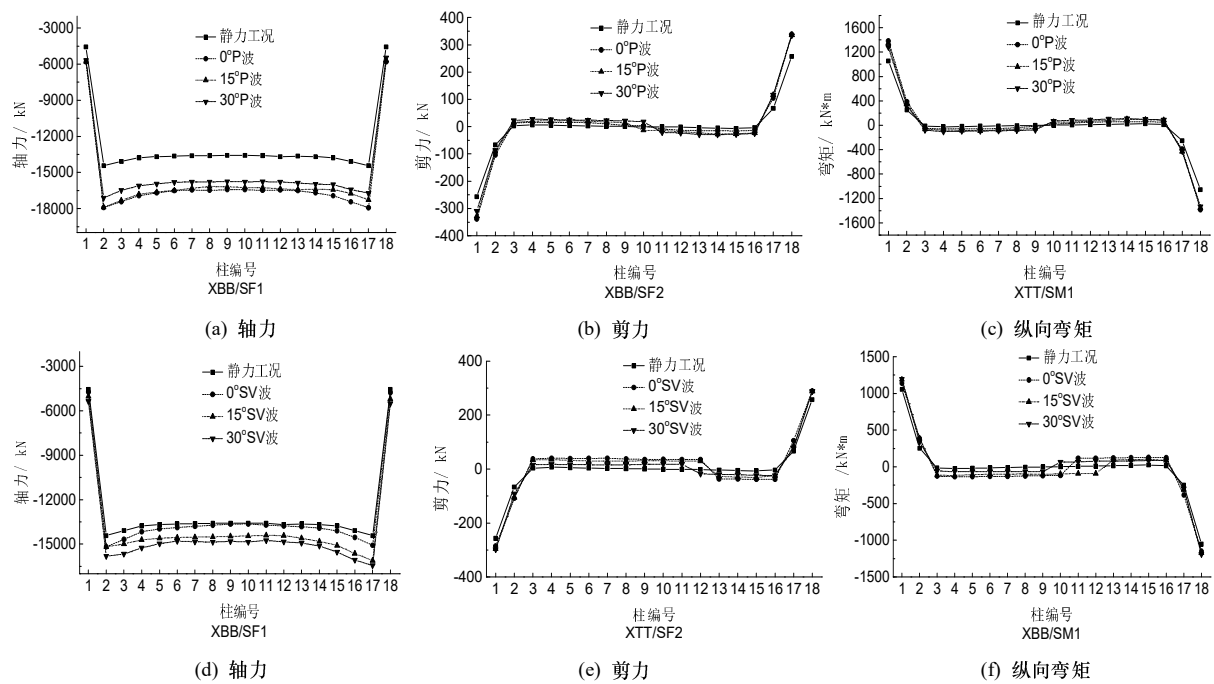 -3000
-6000
-9000
-12000
-15000
-18000
轴力/ kN
静力工况
0°P波
15°P波
30°P波
1 2 3 4 5 6 7 8 9 10 11 12 13 14 15 16 17 18
柱编号
XBB/SF1
(a) 轴力
400
300
200
100
0
-100
-200
-300
-400
剪力/ kN
静力工况
0°P波
15°P波
30°P波
1 2 3 4 5 6 7 8 9 10 11 12 13 14 15 16 17 18
柱编号
XBB/SF2
(b) 剪力
1600
1200
800
400
0
-400
-800
-1200
-1600
弯矩/ kN*m
静力工况
0°P波
15°P波
30°P波
1 2 3 4 5 6 7 8 9 10 11 12 13 14 15 16 17 18
柱编号
XTT/SM1
(c) 纵向弯矩
-3000
-6000
-9000
-12000
-15000
轴力/ kN
静力工况
0°SV波
15°SV波
30°SV波
1 2 3 4 5 6 7 8 9 10 11 12 13 14 15 16 17 18
柱编号
XBB/SF1
(d) 轴力
400
200
0
-200
-400
剪力/ kN
静力工况
0°SV波
15°SV波
30°SV波
1 2 3 4 5 6 7 8 9 10 11 12 13 14 15 16 17 18
柱编号
XTT/SF2
(e) 剪力
1500
1000
500
0
-500
-1000
-1500
弯矩 /kN*m
静力工况
0°SV波
15°SV波
30°SV波
1 2 3 4 5 6 7 8 9 10 11 12 13 14 15 16 17 18
柱编号
XBB/SM1
(f) 纵向弯矩